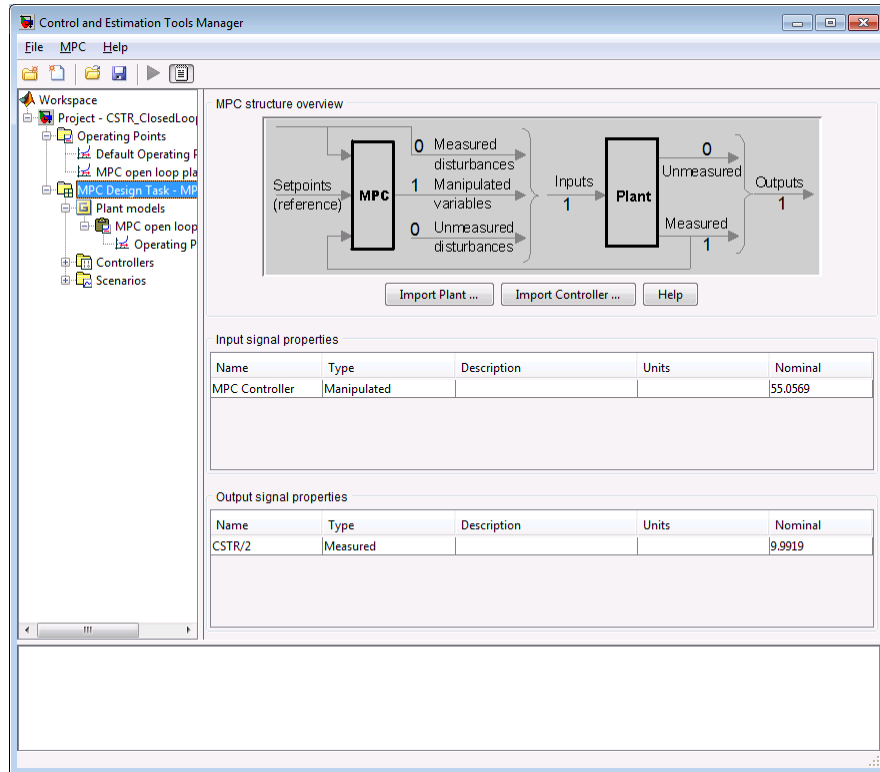 Control and Estimation Tools Manager
File MPC Help
Workspace
Project - CSTR_ClosedLoo
Operating Points
Default Operating P
MPC open loop pla
MPC Design Task - MP
Plant models
MPC open loop
Operating P
Controllers
Scenarios
MPC structure overview
Setpoints
(reference)
MPC
0 Measured
disturbances
1 Manipulated
variables
0 Unmeasured
disturbances
Inputs
1
Plant
0
Unmeasured
Measured
1
Outputs
1
Import Plant ... Import Controller ... Help
Input signal properties
Name Type Description Units Nominal
MPC Controller Manipulated 55.0569
Output signal properties
Name Type Description Units Nominal
CSTR/2 Measured 9.9919